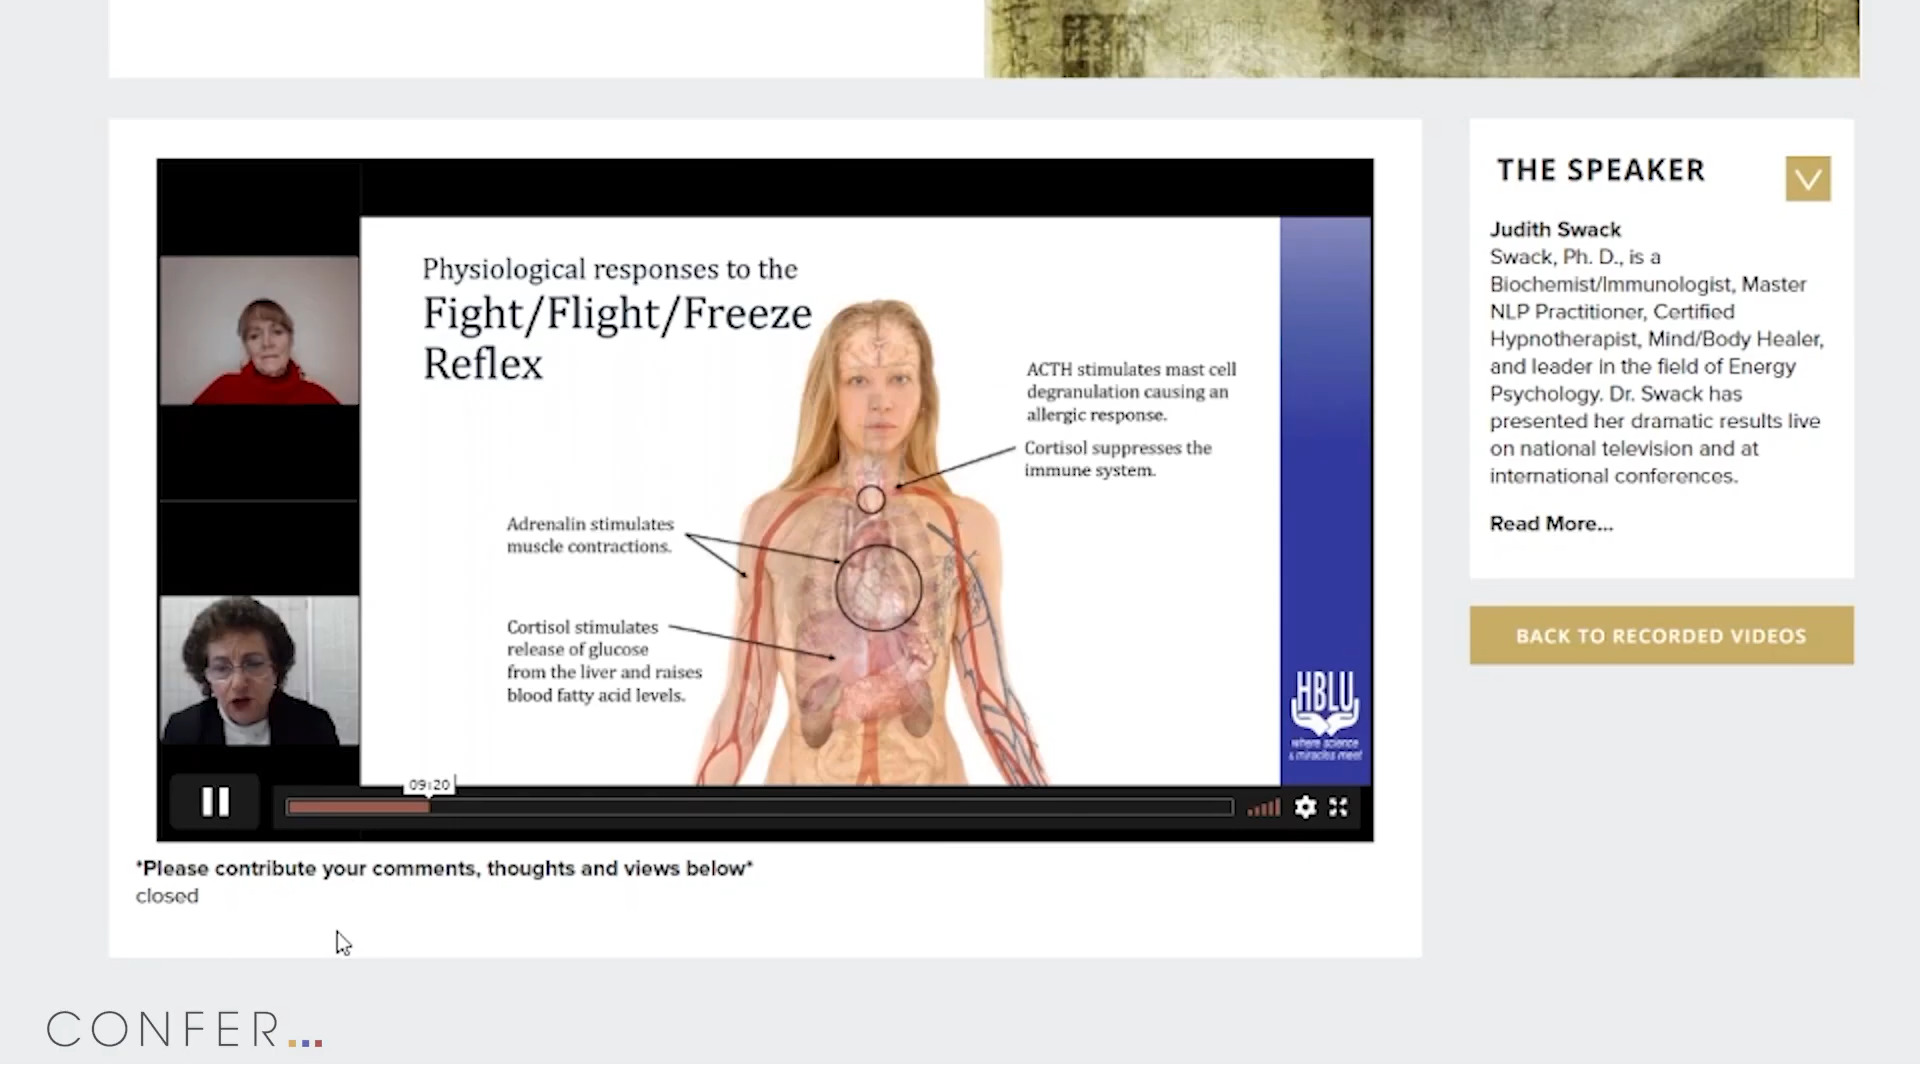 Physiological responses to the
Fight/Flight/Freeze
Reflex
ACTH stimulates mast cell
degranulation causing an
allergic response.
Cortisol suppresses the
immune system.
Adrenalin stimulates
muscle contractions.
Cortisol stimulates
release of glucose
from the liver and raises
blood fatty acid levels.
HBLU
where science
& miracles meet
09:20
*Please contribute your comments, thoughts and views below*
closed
THE SPEAKER
Judith Swack
Swack, Ph. D., is a
Biochemist/Immunologist, Master
NLP Practitioner, Certified
Hypnotherapist, Mind/Body Healer,
and leader in the field of Energy
Psychology. Dr. Swack has
presented her dramatic results live
on national television and at
international conferences.
Read More...
BACK TO RECORDED VIDEOS
CONFER...